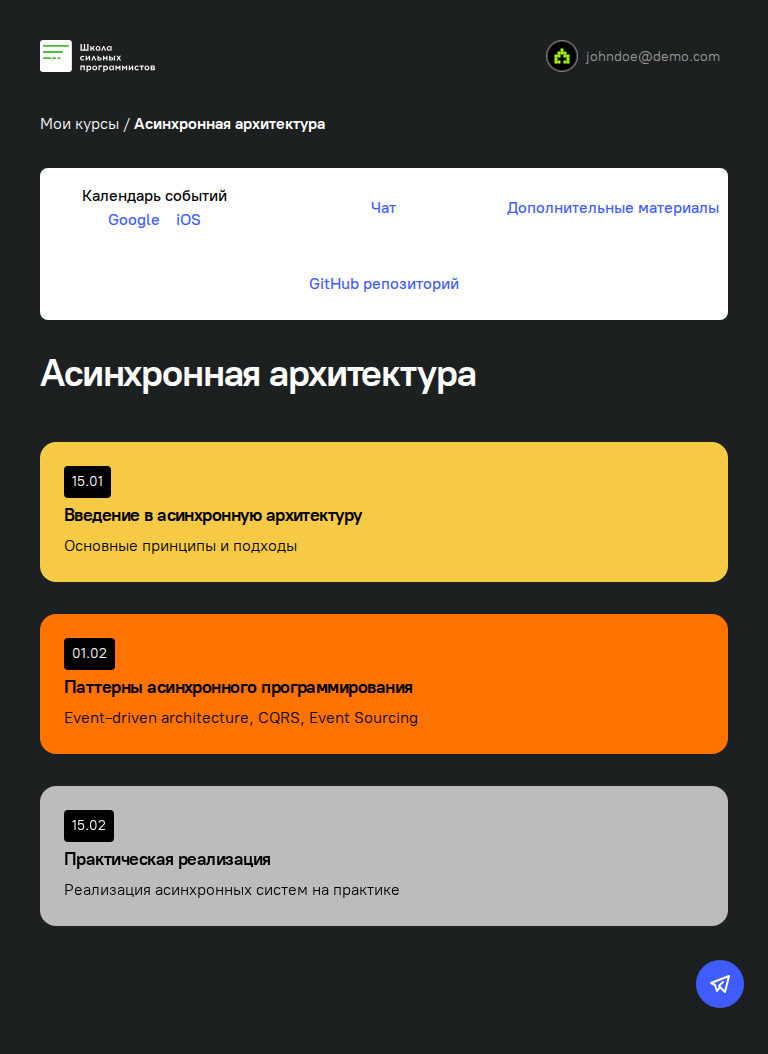 Школа
сильных
программистов
johndoe@demo.com
Мои курсы / Асинхронная архитектура
Календарь событий
Google iOS
Чат
Дополнительные материалы
GitHub репозиторий
Асинхронная архитектура
15.01
Введение в асинхронную архитектуру
Основные принципы и подходы
01.02
Паттерны асинхронного программирования
Event-driven architecture, CQRS, Event Sourcing
15.02
Практическая реализация
Реализация асинхронных систем на практике